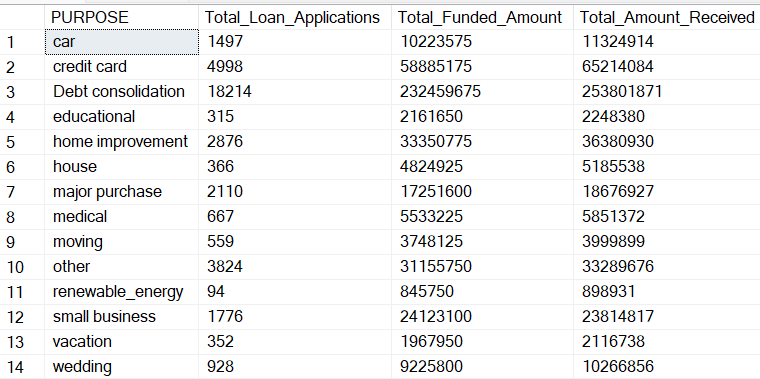 PURPOSE Total_Loan_Applications Total_Funded_Amount Total_Amount_Received
1 car 1497 10223575 11324914
2 credit card 4998 58885175 65214084
3 Debt consolidation 18214 232459675 253801871
4 educational 315 2161650 2248380
5 home improvement 2876 33350775 36380930
6 house 366 4824925 5185538
7 major purchase 2110 17251600 18676927
8 medical 667 5533225 5851372
9 moving 559 3748125 3999899
10 other 3824 31155750 33289676
11 renewable_energy 94 845750 898931
12 small business 1776 24123100 23814817
13 vacation 352 1967950 2116738
14 wedding 928 9225800 10266856